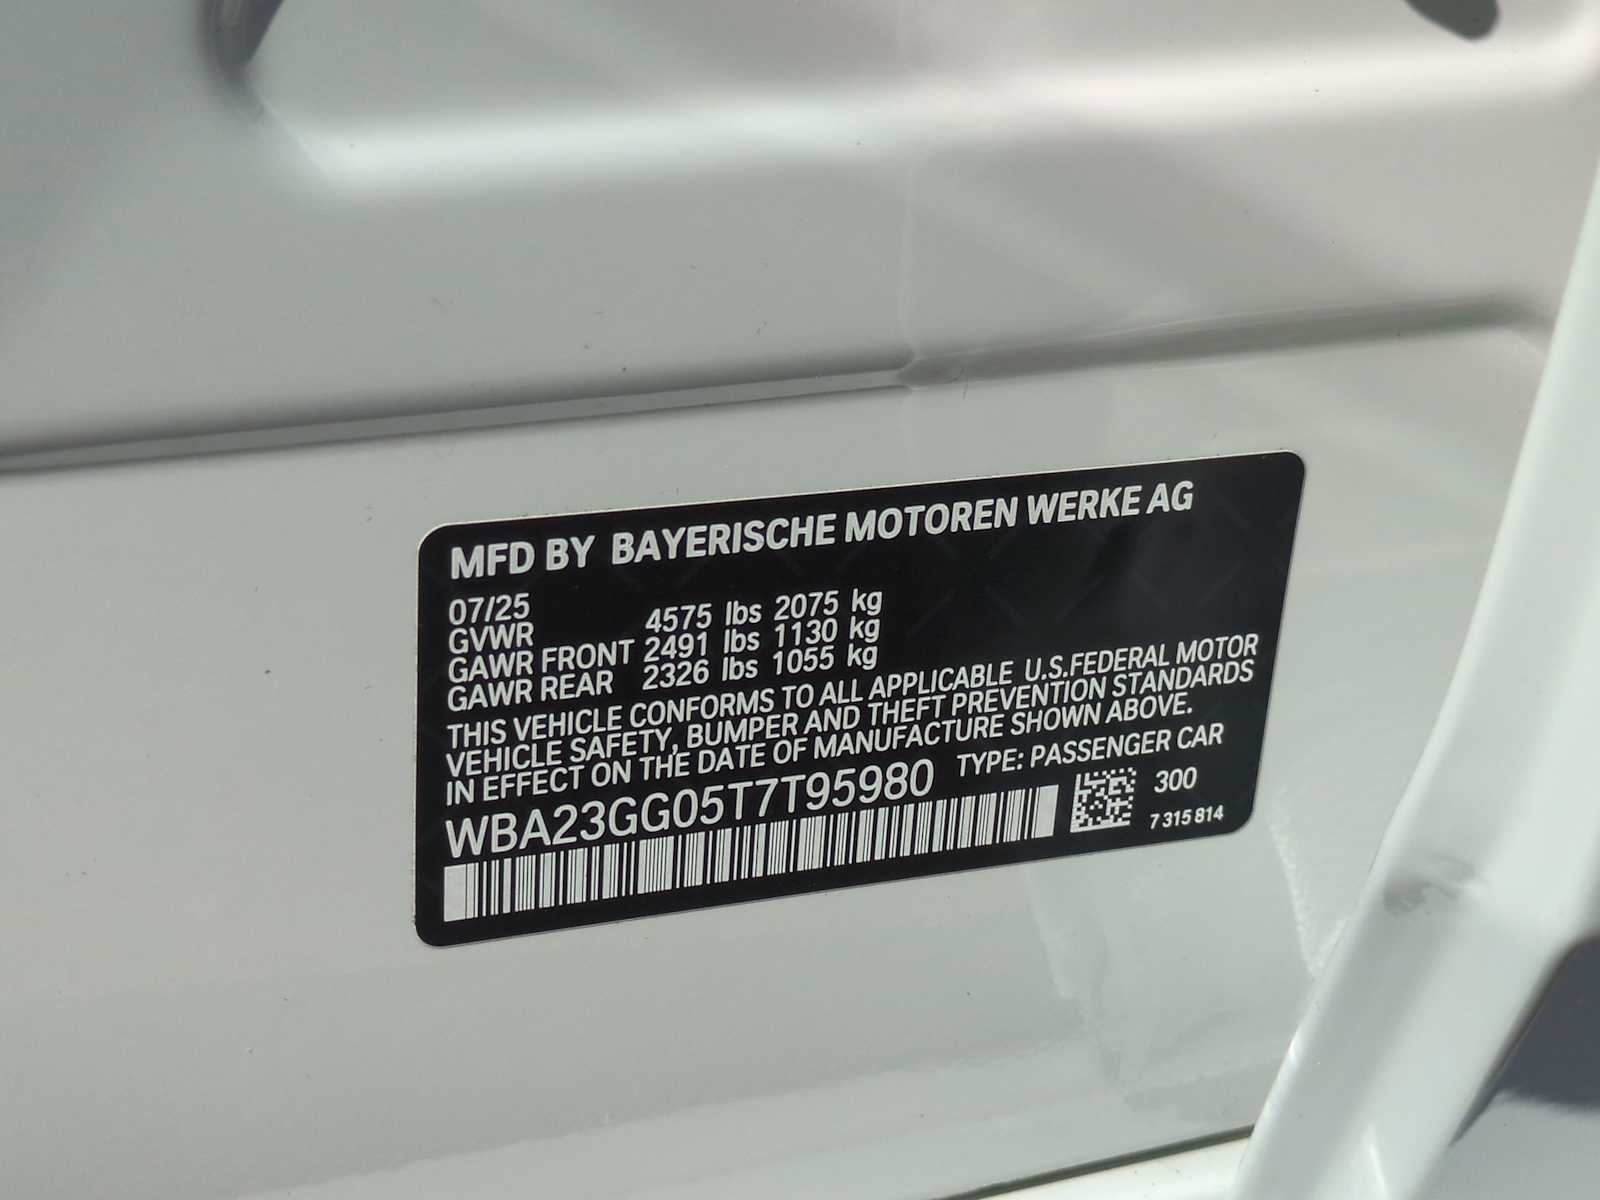 MFD BY BAYERISCHE MOTOREN WERKE AG
07/25
GVWR 4575 lbs 2075 kg
GAWR FRONT 2491 lbs 1130 kg
GAWR REAR 2326 lbs 1055 kg
THIS VEHICLE CONFORMS TO ALL APPLICABLE U.S.FEDERAL MOTOR
VEHICLE SAFETY, BUMPER AND THEFT PREVENTION STANDARDS
IN EFFECT ON THE DATE OF MANUFACTURE SHOWN ABOVE.
WBA23GG05T7T95980 TYPE: PASSENGER CAR
300
7 315 814